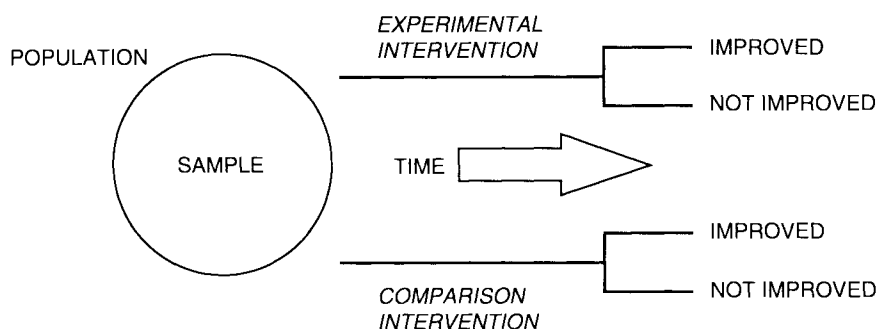 EXPERIMENTAL
INTERVENTION
IMPROVED
POPULATION
NOT IMPROVED
SAMPLE
TIME
IMPROVED
NOT IMPROVED
COMPARISON
INTERVENTION